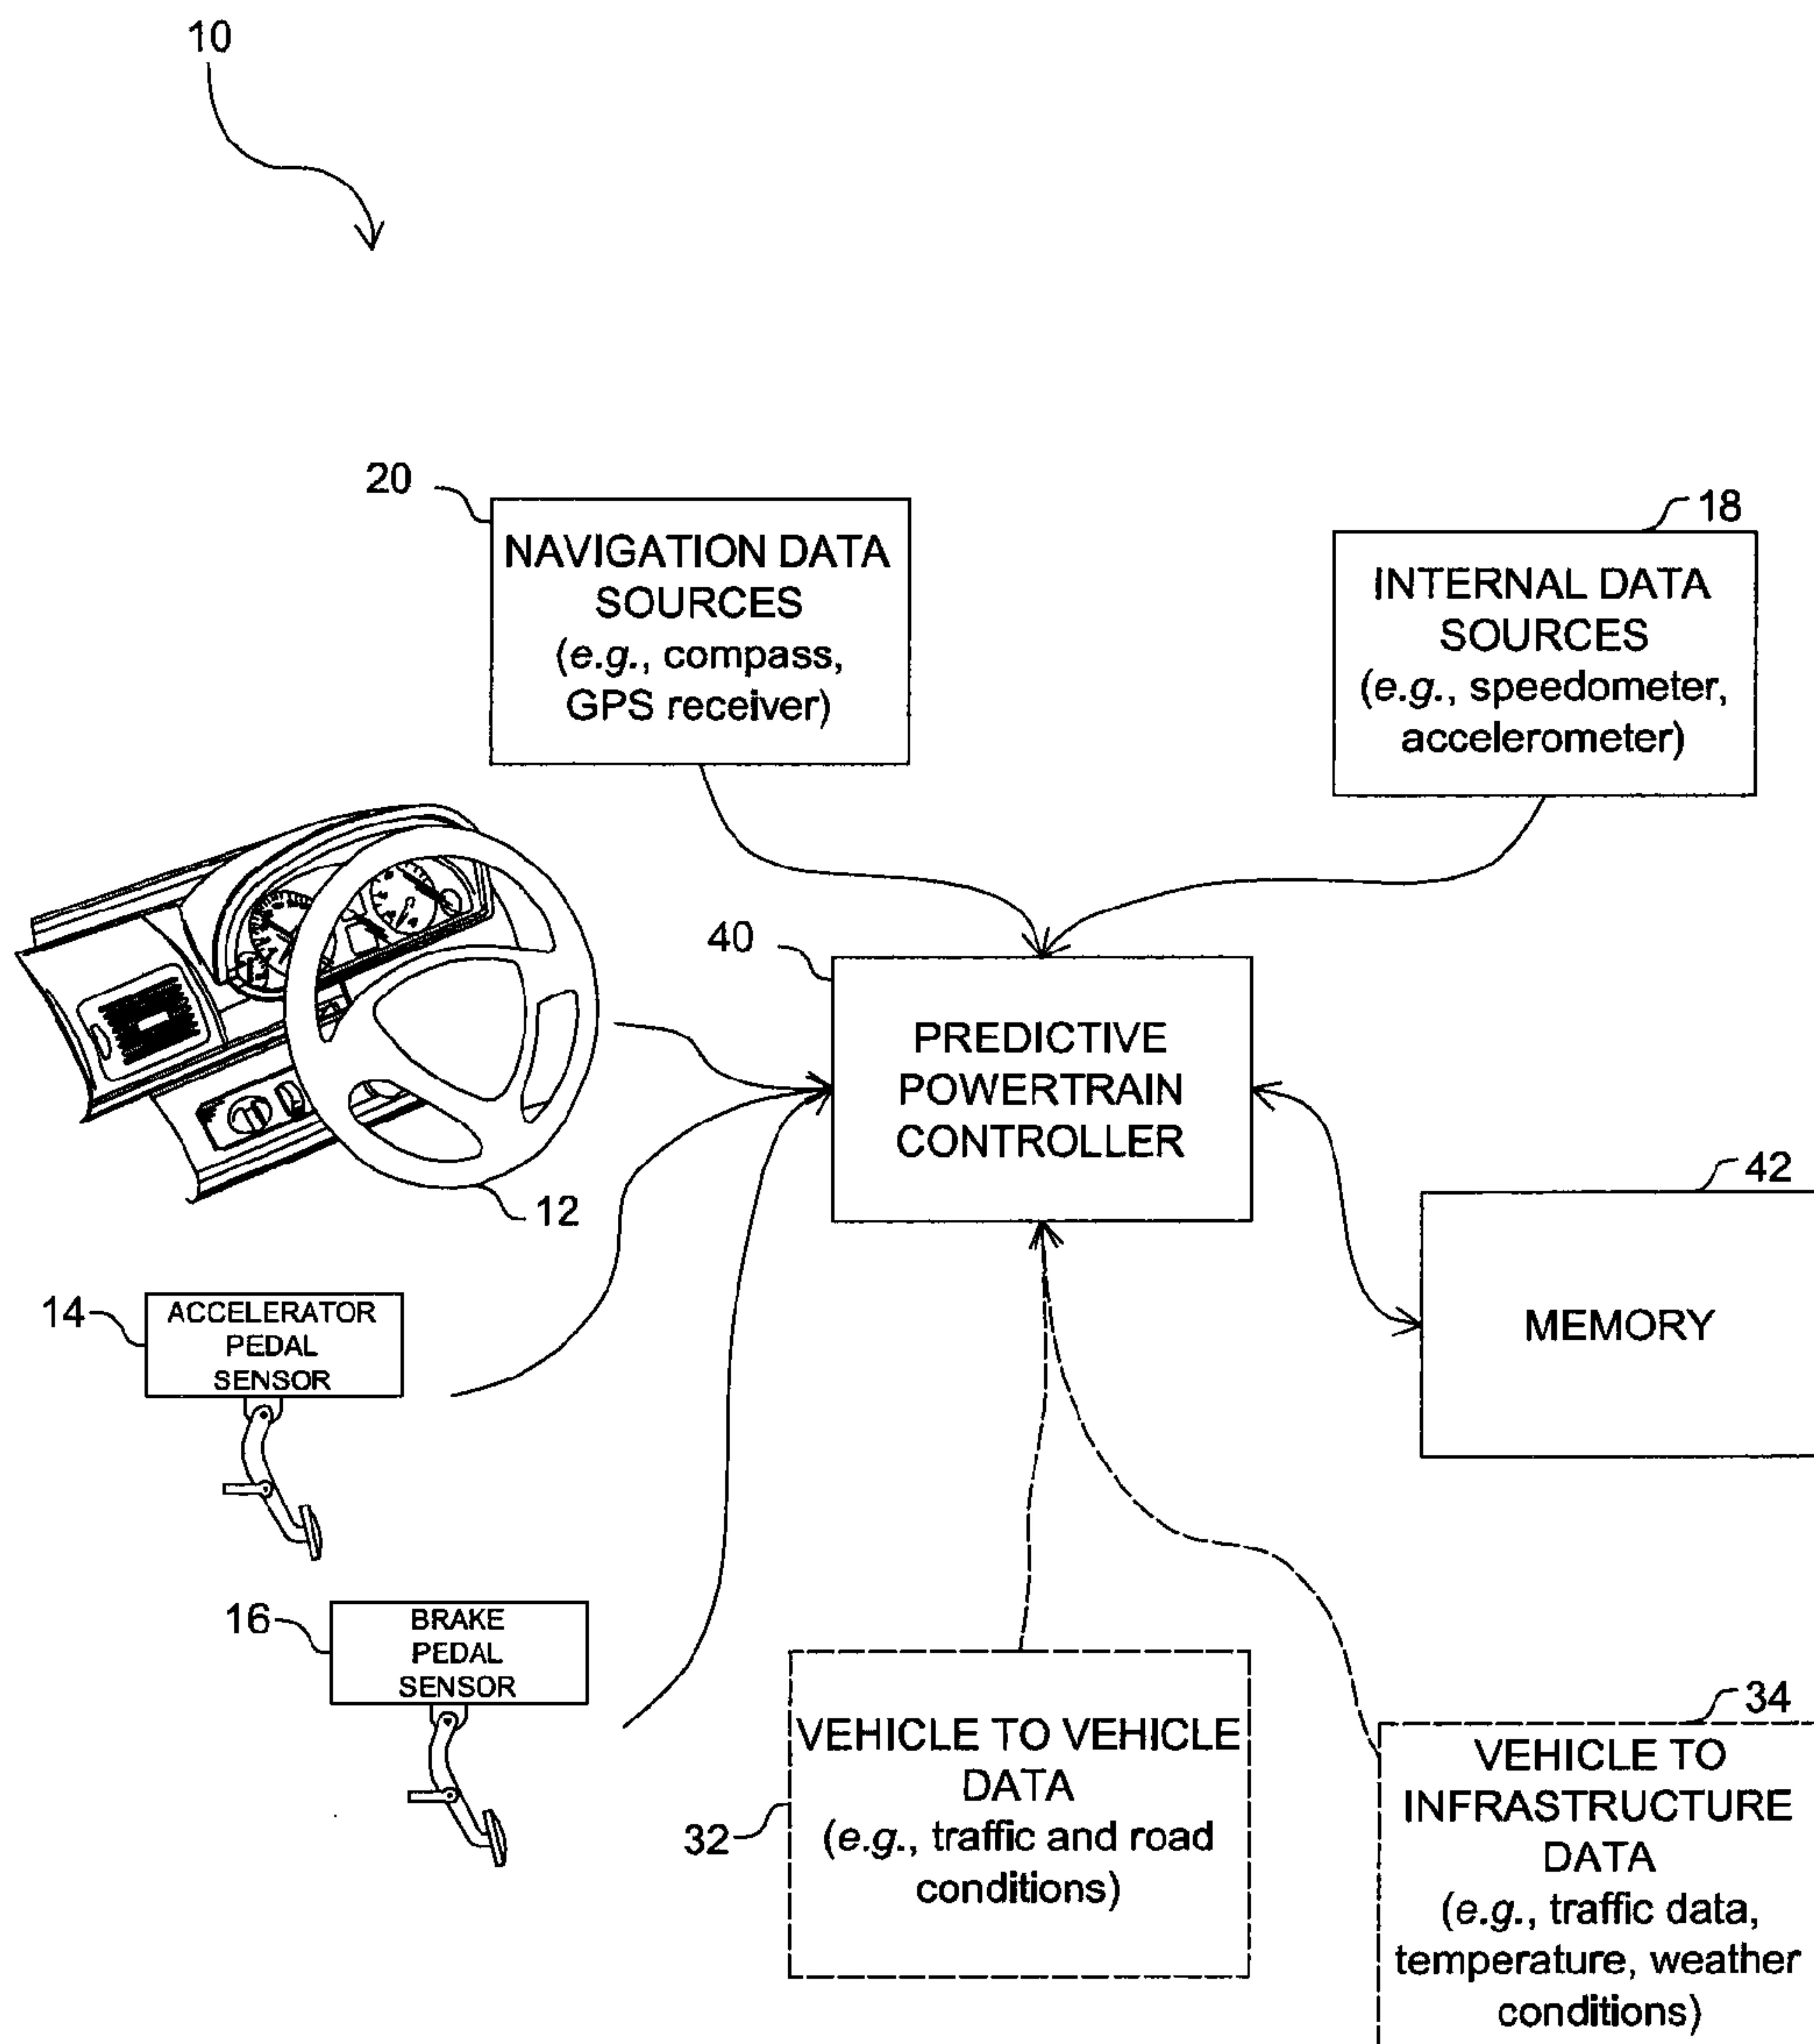 10
20
NAVIGATION DATA
SOURCES
(e.g., compass,
GPS receiver)
18
INTERNAL DATA
SOURCES
(e.g., speedometer,
accelerometer)
40
PREDICTIVE
POWERTRAIN
CONTROLLER
12
42
MEMORY
14
ACCELERATOR
PEDAL
SENSOR
16
BRAKE
PEDAL
SENSOR
32
VEHICLE TO VEHICLE
DATA
(e.g., traffic and road
conditions)
34
VEHICLE TO
INFRASTRUCTURE
DATA
(e.g., traffic data,
temperature, weather
conditions)